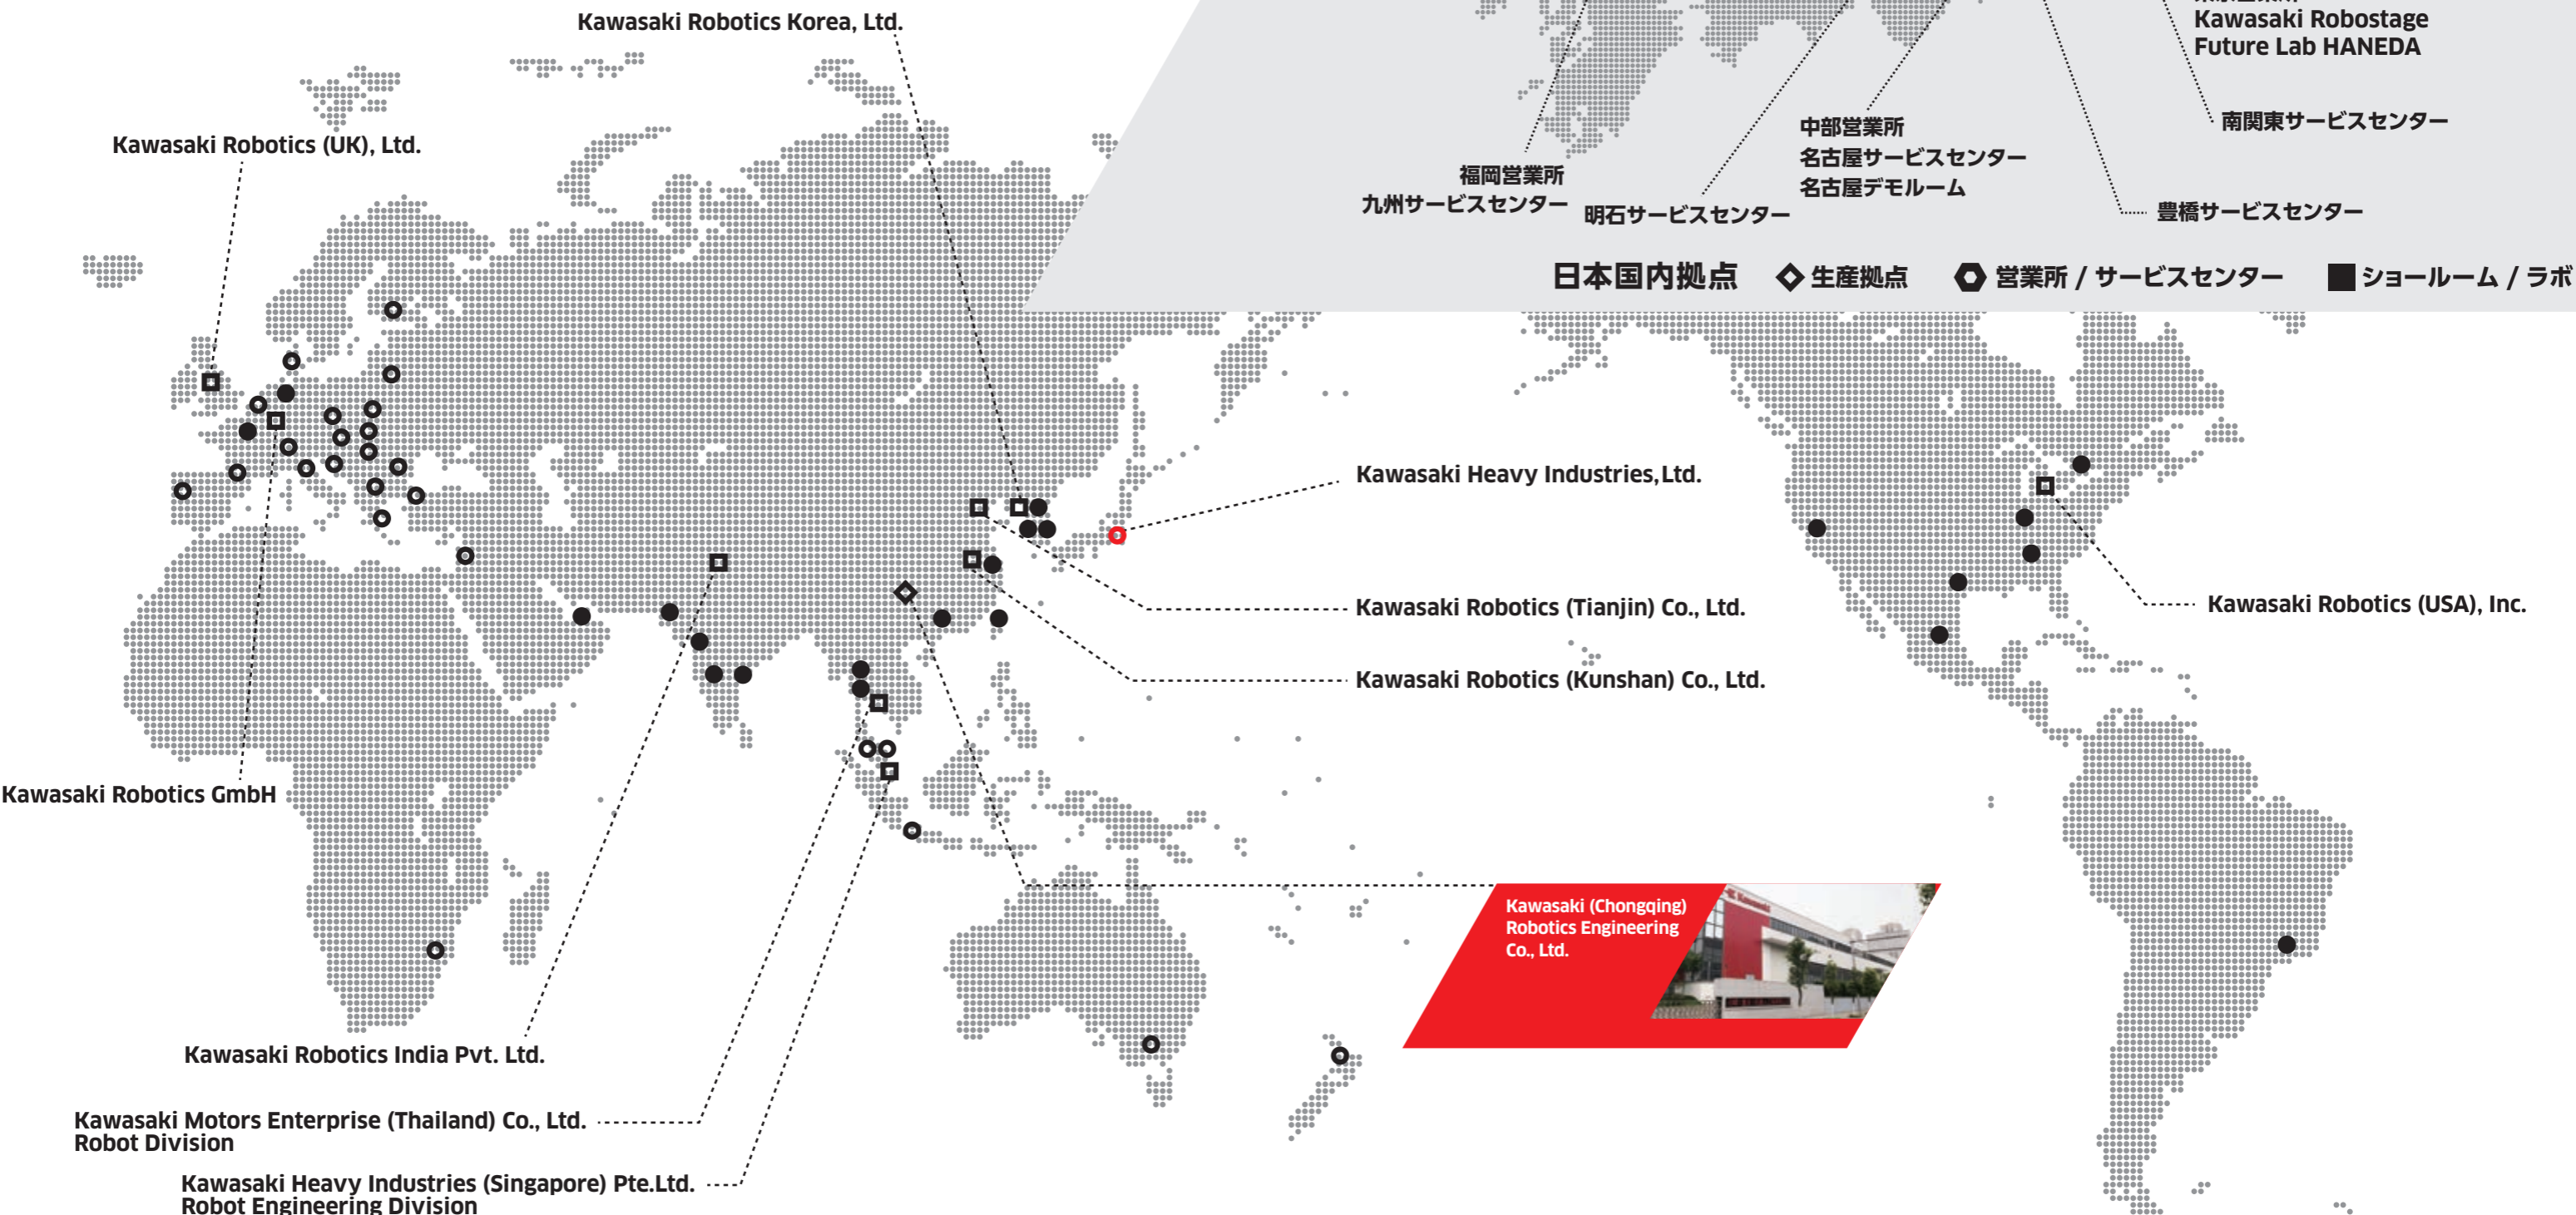 Kawasaki Robotics Korea, Ltd.
Kawasaki Robostage
Future Lab HANEDA
Kawasaki Robotics (UK), Ltd.
南関東サービスセンター
中部営業所
名古屋サービスセンター
名古屋デモルーム
福岡営業所
九州サービスセンター
明石サービスセンター
豊橋サービスセンター
日本国内拠点 生産拠点 営業所 / サービスセンター ショールーム / ラボ
Kawasaki Heavy Industries,Ltd.
Kawasaki Robotics (Tianjin) Co., Ltd.
Kawasaki Robotics (USA), Inc.
Kawasaki Robotics (Kunshan) Co., Ltd.
Kawasaki Robotics GmbH
Kawasaki (Chongqing)
Robotics Engineering
Co., Ltd.
Kawasaki
Kawasaki Robotics India Pvt. Ltd.
Kawasaki Motors Enterprise (Thailand) Co., Ltd.
Robot Division
Kawasaki Heavy Industries (Singapore) Pte.Ltd.
Robot Engineering Division